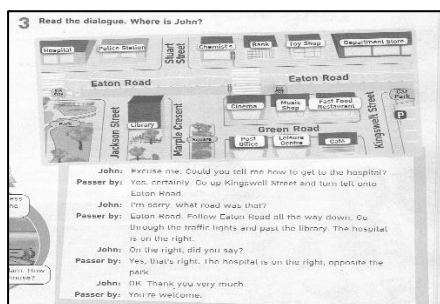 3 Read the dialogue. Where is John?
Hospital
Police Station
Stuart Street
Chemist's
Bank
Toy Shop
Department Store
Eaton Road
Eaton Road
Park
Jackson Street
Library
Maple Cresent
Square
Cinema
Music Shop
Fast Food Restaurant
Kingswell Street
Car Park
P
Green Road
Post Office
Leisure Centre
Café
John: Excuse me. Could you tell me how to get to the hospital?
Passer by: Yes, certainly. Go up Kingswell Street and turn left onto
Eaton Road.
John: I'm sorry, what road was that?
Passer by: Eaton Road. Follow Eaton Road all the way down. Go
through the traffic lights and past the library. The hospital
is on the right.
John: On the right, did you say?
Passer by: Yes, that's right. The hospital is on the right, opposite the
park.
John: OK. Thank you very much.
Passer by: You're welcome.
ess
the
How
house?